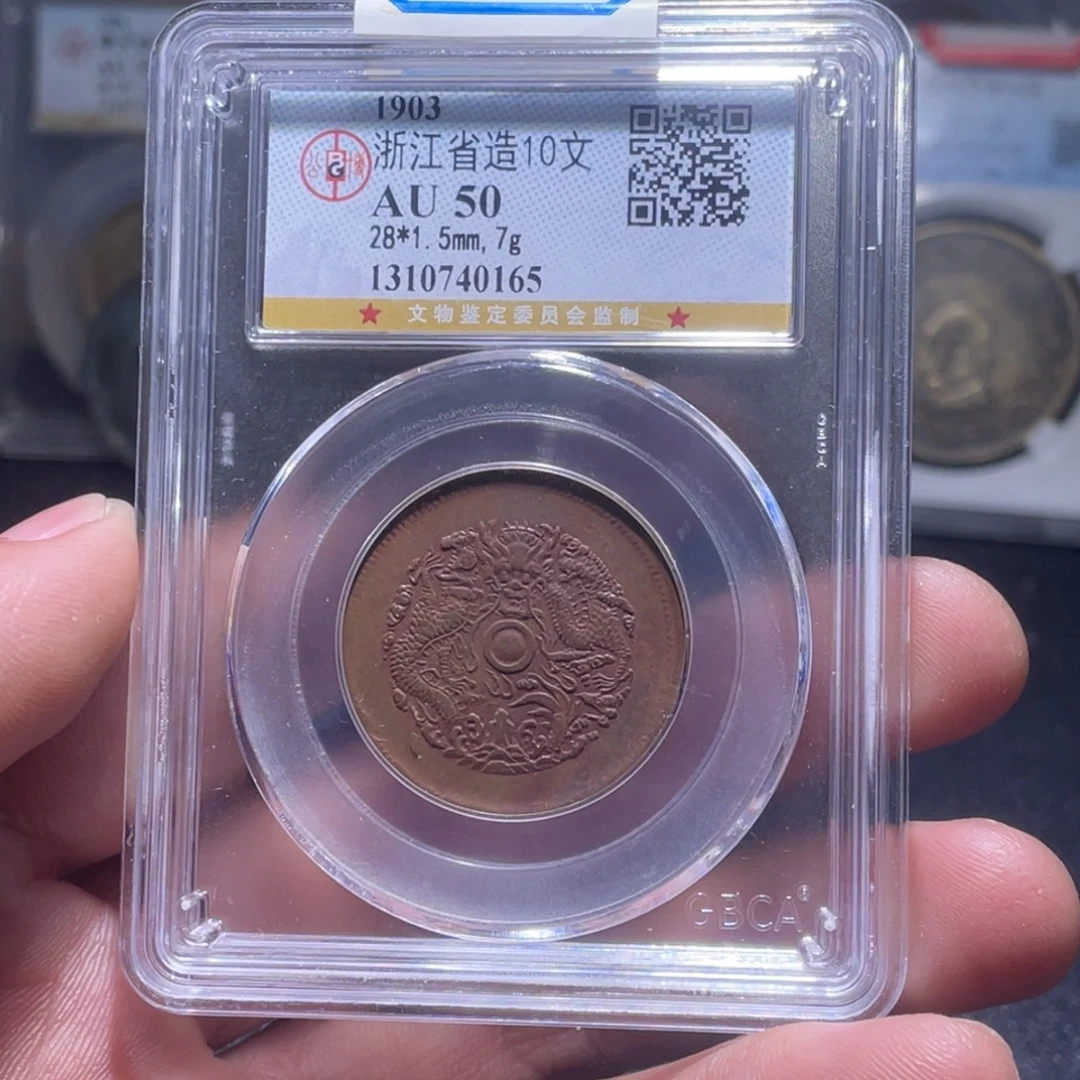 1903
浙江省造10文
AU 50
28*1.5mm, 7g
1310740165
★ 文物鉴定委员会监制 ★
GBCA®